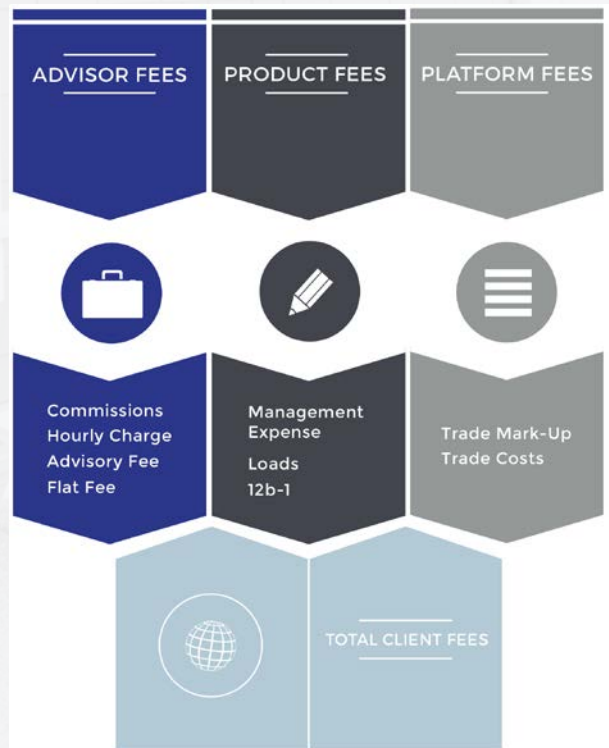 ADVISOR FEES
PRODUCT FEES
PLATFORM FEES
Commissions
Hourly Charge
Advisory Fee
Flat Fee
Management
Expense
Loads
12b-1
Trade Mark-Up
Trade Costs
TOTAL CLIENT FEES